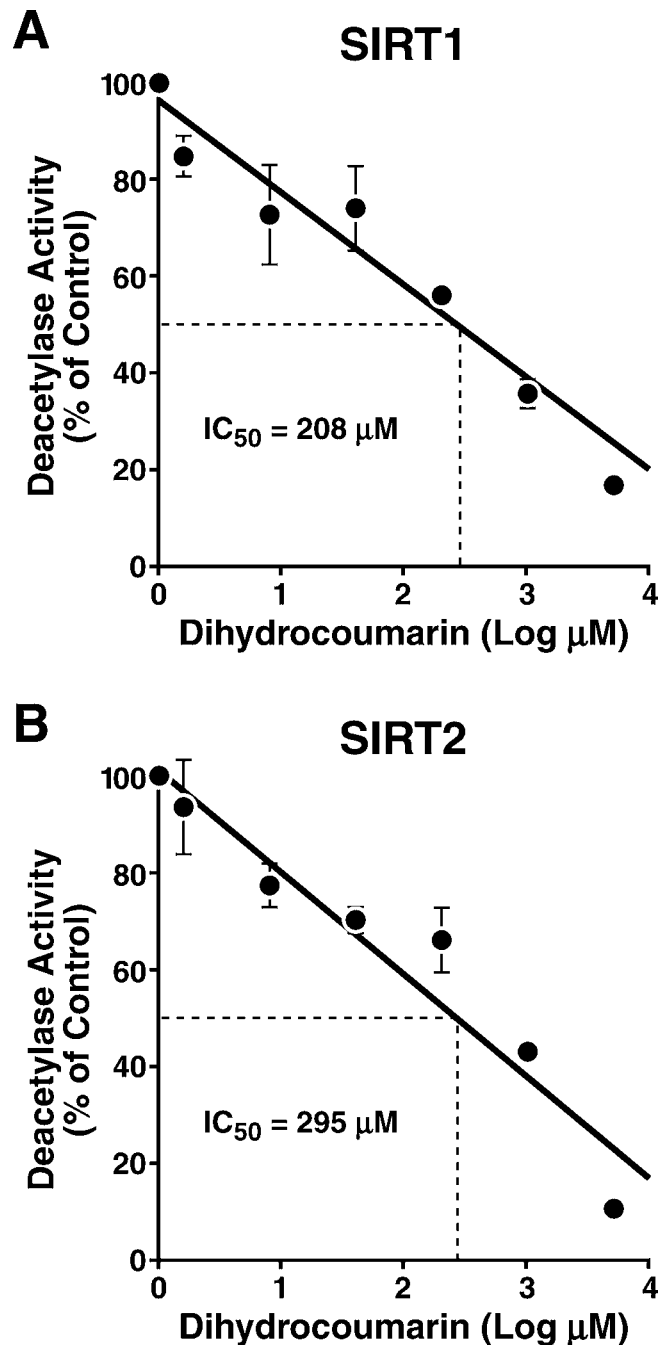 A
SIRT1
Deacetylase Activity
(% of Control)
100
80
60
40
20
0
IC50 = 208 μM
0 1 2 3 4
Dihydrocoumarin (Log μM)
B
SIRT2
Deacetylase Activity
(% of Control)
100
80
60
40
20
0
IC50 = 295 μM
0 1 2 3 4
Dihydrocoumarin (Log μM)